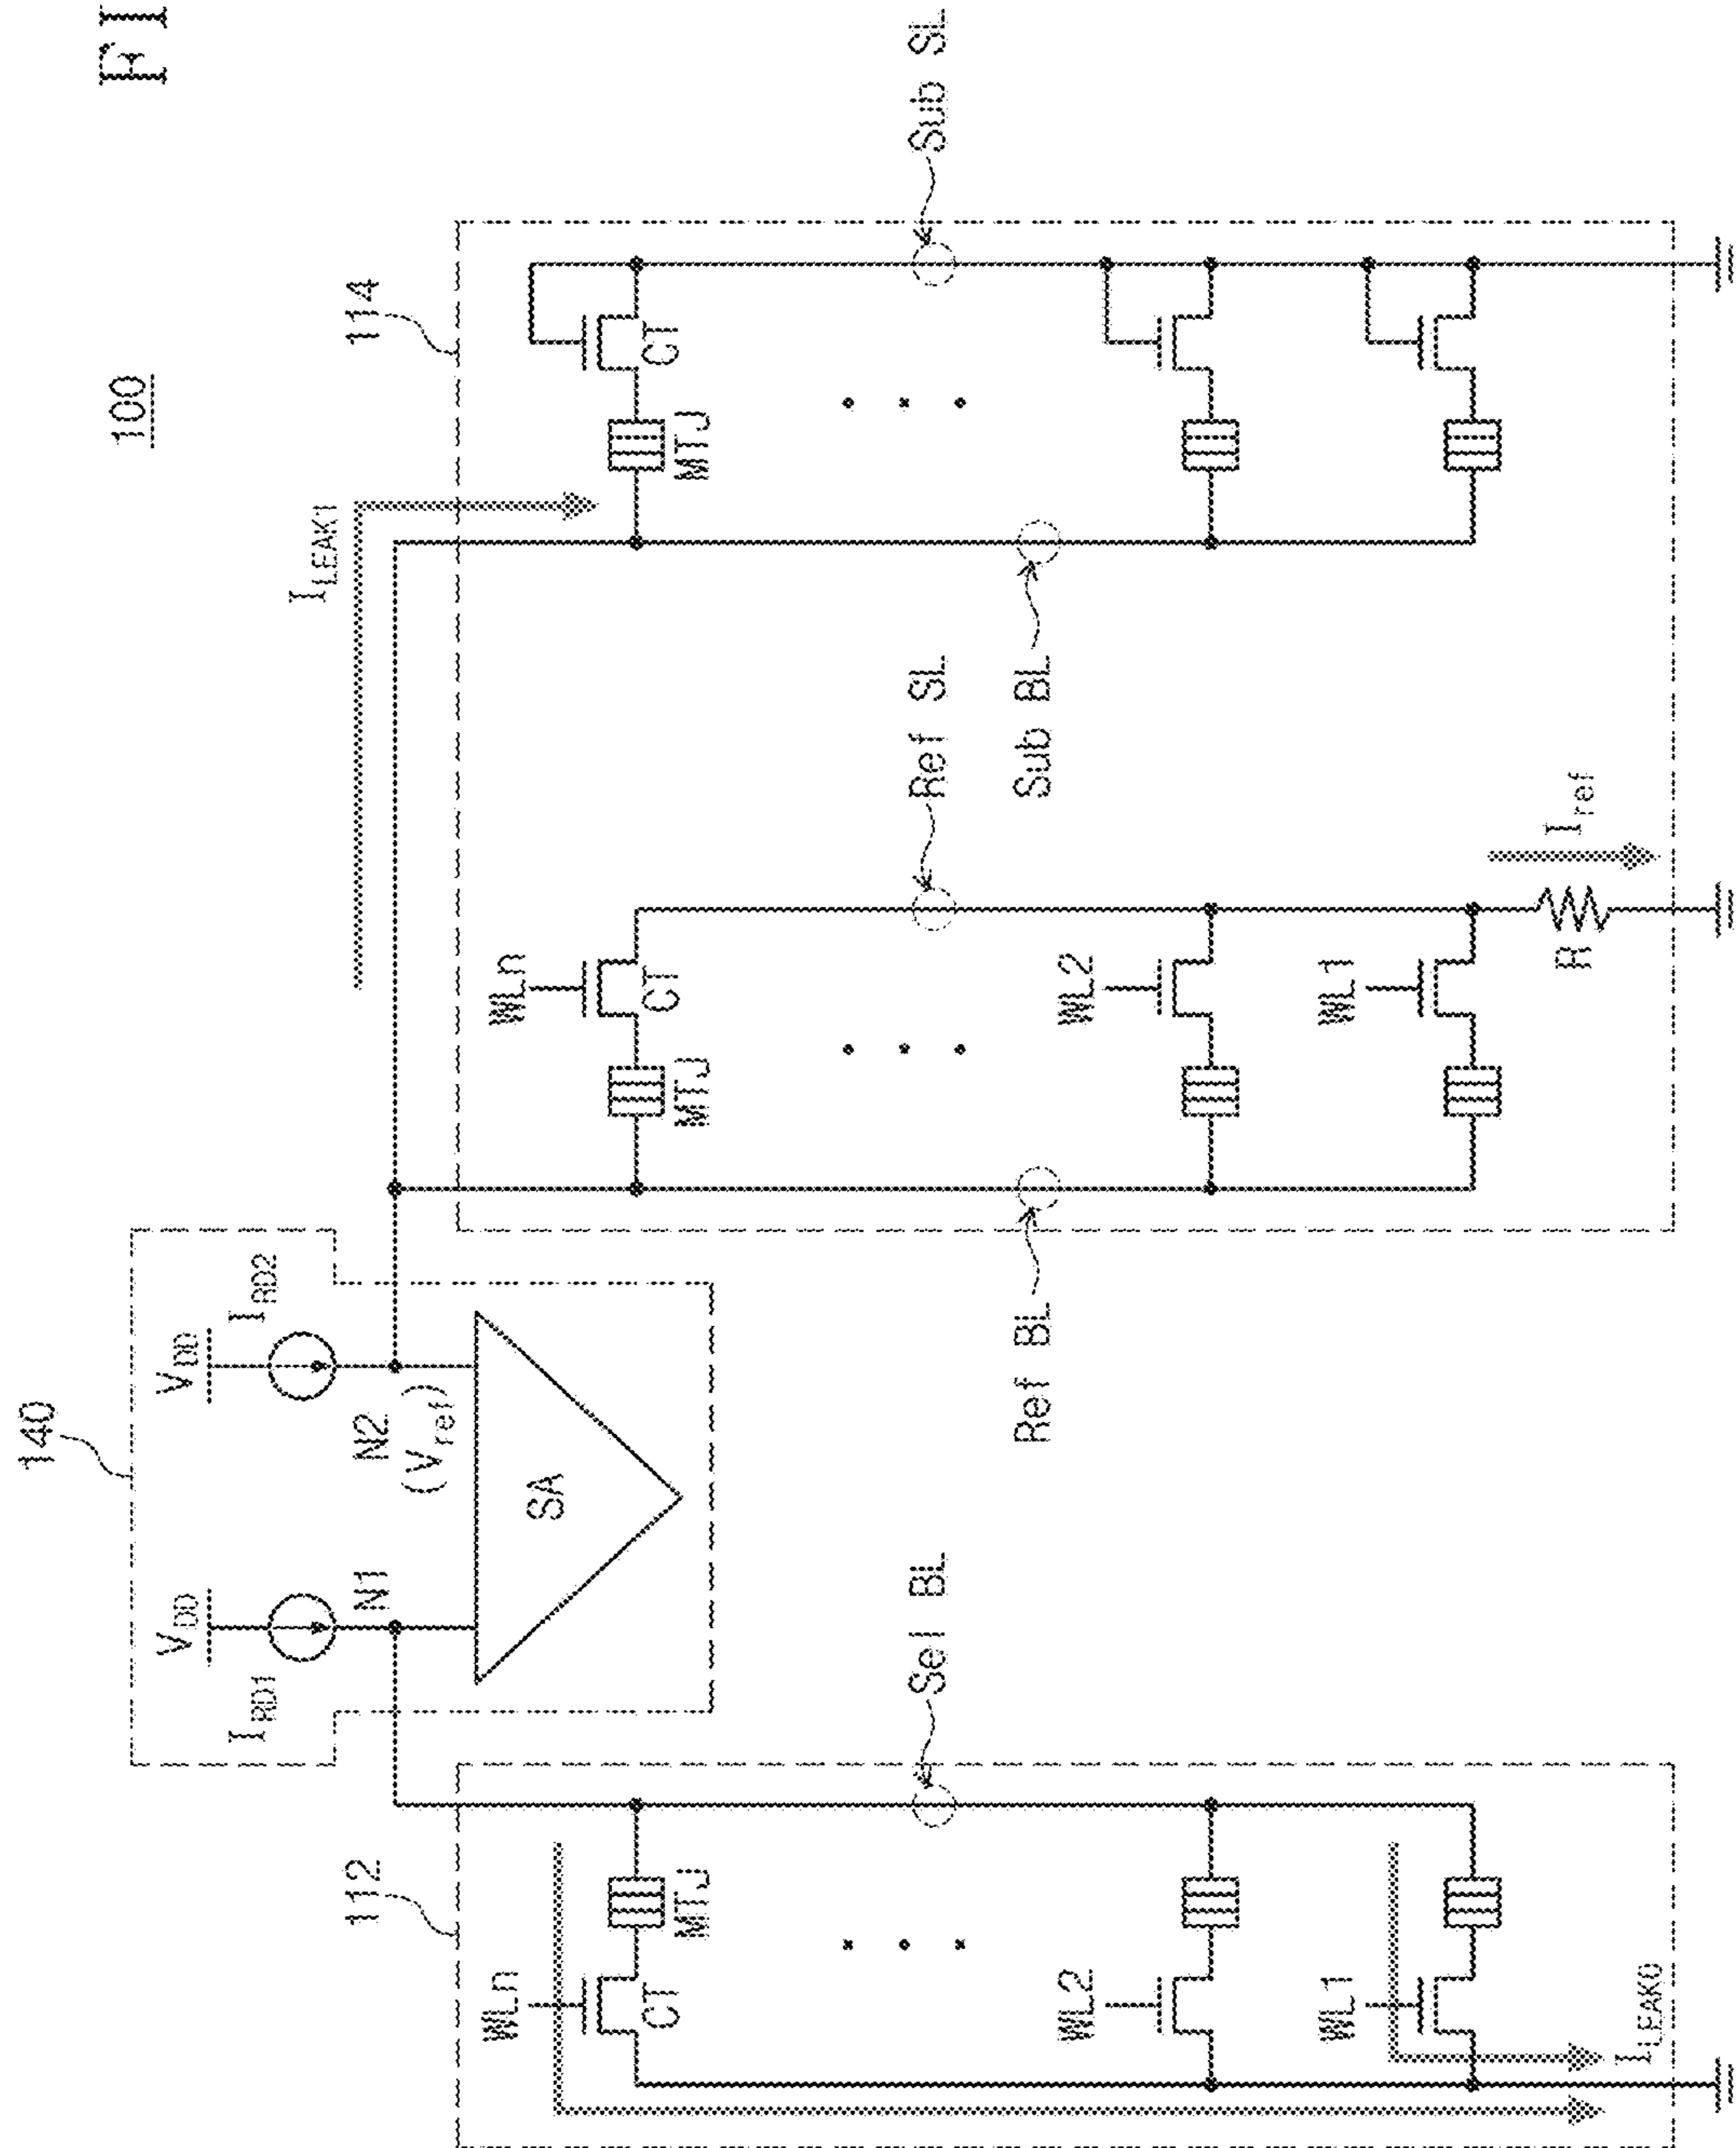 FI
100
140
V_DD
V_DD
I_RD1
I_RD2
N1
N2
(V_ref)
SA
I_LEAK1
112
114
WLn
CT
MTJ
WL2
WL1
I_LEAK0
Sel BL
WLn
CT
MTJ
WL2
WL1
Ref BL
Ref SL
R
I_ref
MTJ
CT
Sub BL
Sub SL